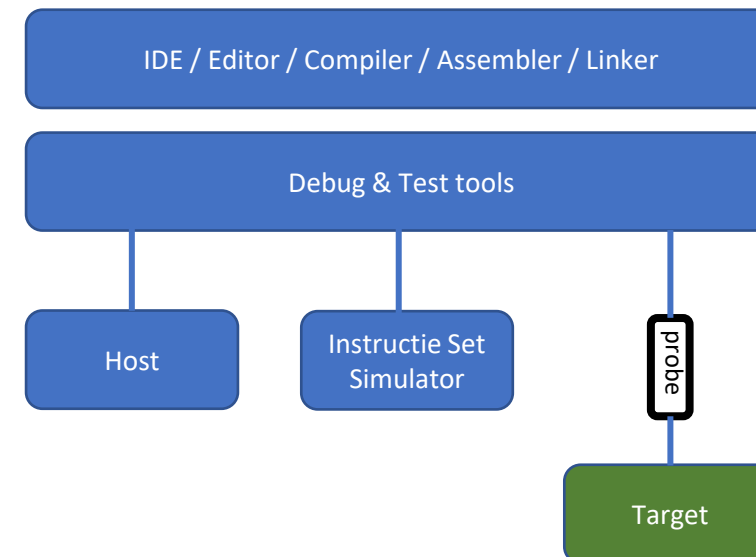 IDE / Editor / Compiler / Assembler / Linker
Debug & Test tools
Host
Instructie Set
Simulator
probe
Target